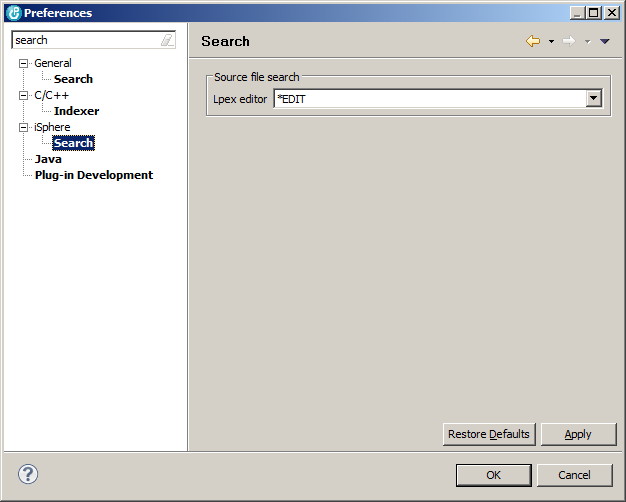 Preferences
search
General
Search
C/C++
Indexer
iSphere
Search
Java
Plug-in Development
Search
Source file search
Lpex editor *EDIT
Restore Defaults Apply
? OK Cancel